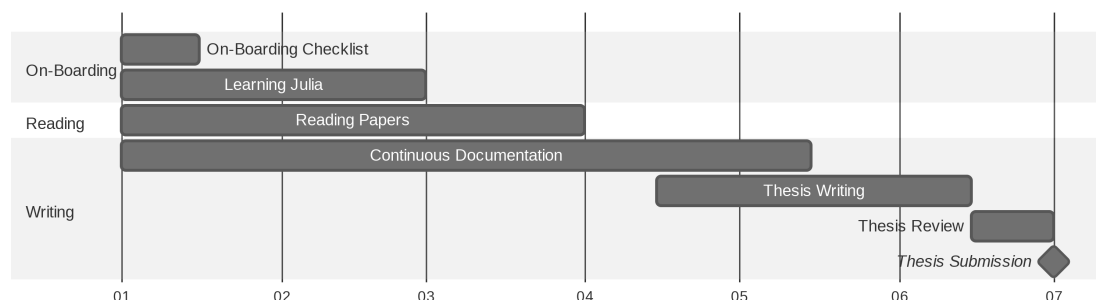 On-Boarding
On-Boarding Checklist
Learning Julia
Reading
Reading Papers
Writing
Continuous Documentation
Thesis Writing
Thesis Review
Thesis Submission
01 02 03 04 05 06 07